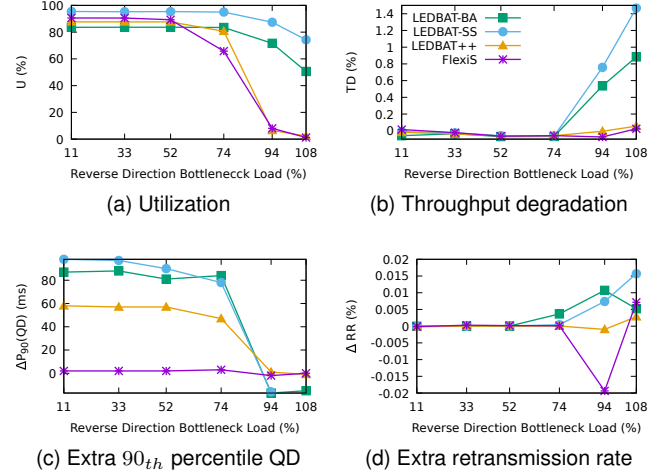 100
80
60
40
20
0
U (%)
11 33 52 74 94 108
Reverse Direction Bottlenecck Load (%)
(a) Utilization
1.4
1.2
1
0.8
0.6
0.4
0.2
0
TD (%)
LEDBAT-BA
LEDBAT-SS
LEDBAT++
FlexiS
11 33 52 74 94 108
Reverse Direction Bottleneck Load (%)
(b) Throughput degradation
80
60
40
20
0
ΔP90(QD) (ms)
11 33 52 74 94 108
Reverse Direction Bottleneck Load (%)
(c) Extra 90th percentile QD
0.02
0.015
0.01
0.005
0
-0.005
-0.01
-0.015
-0.02
Δ RR (%)
11 33 52 74 94 108
Reverse Direction Bottleneck Load (%)
(d) Extra retransmission rate